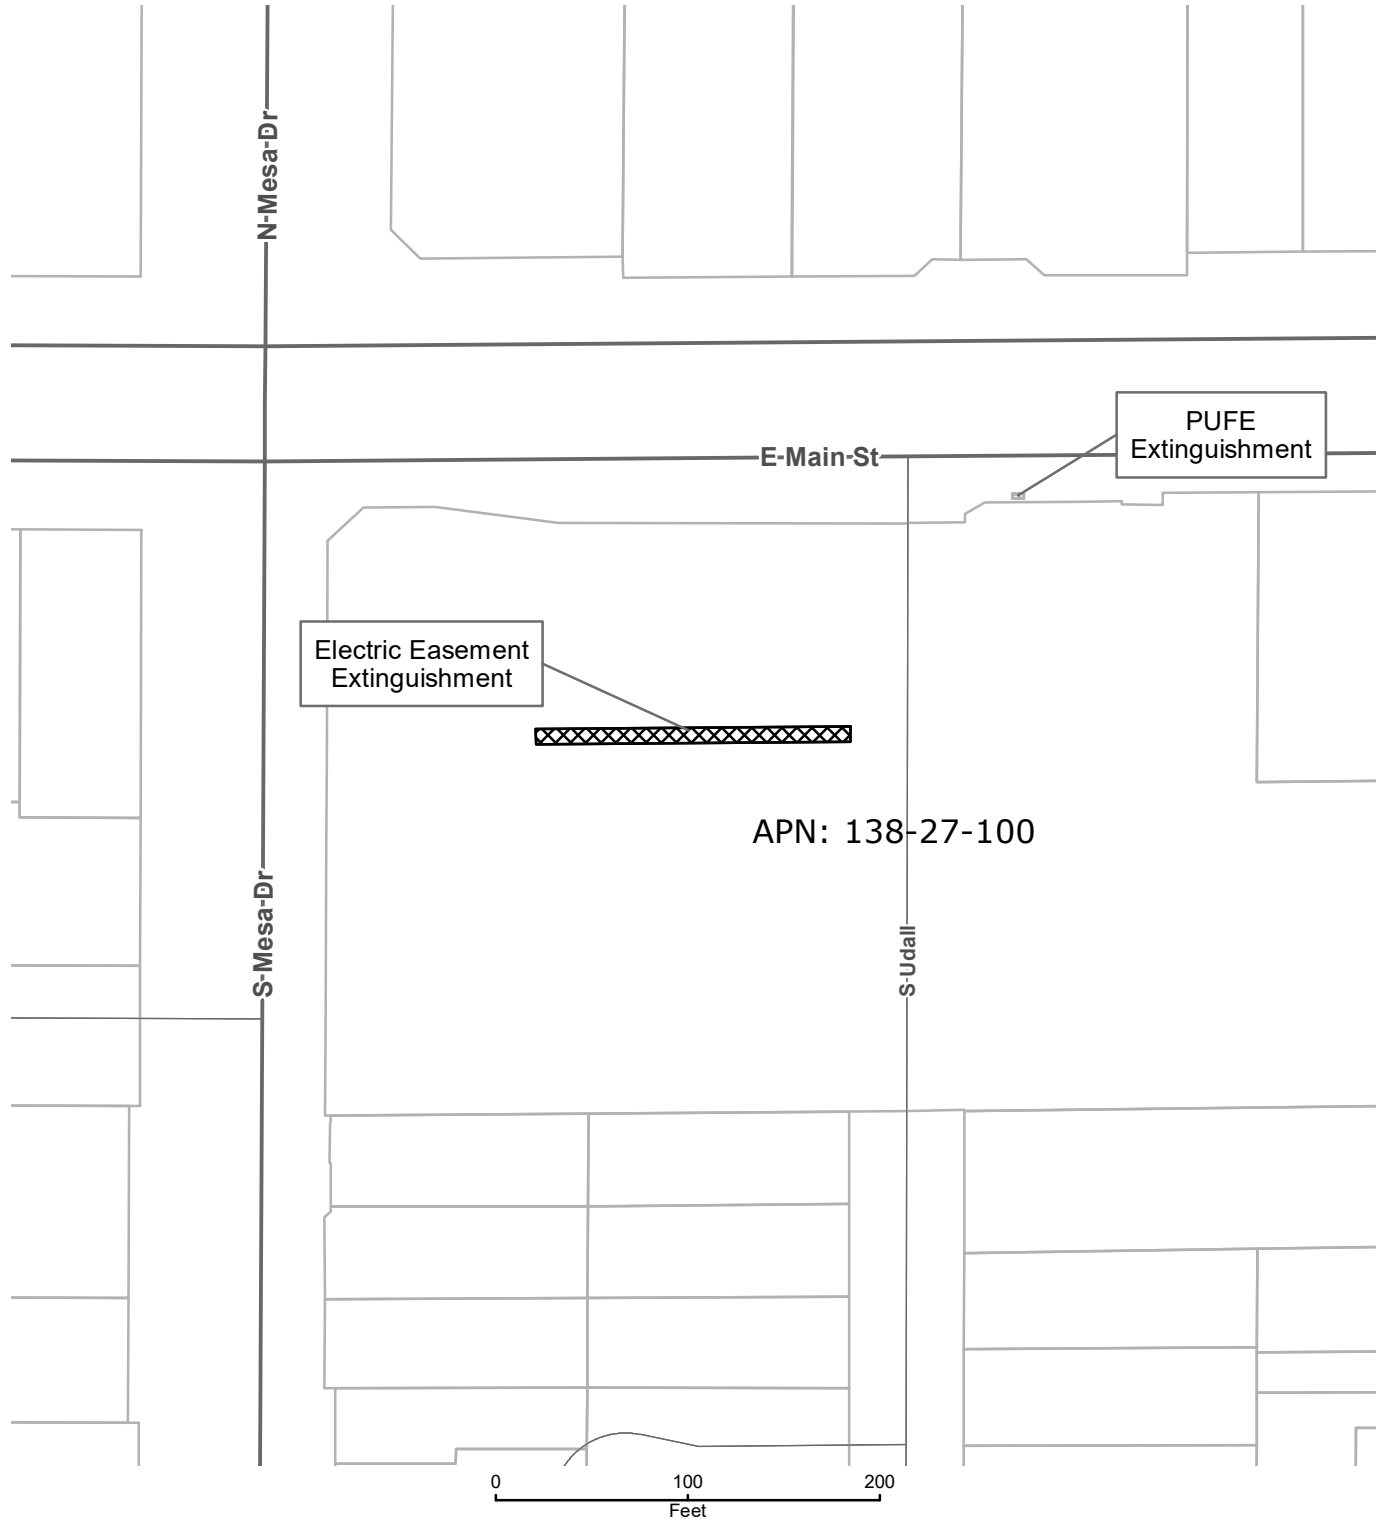 N-Mesa-Dr
PUFE
Extinguishment
E-Main-St
Electric Easement
Extinguishment
APN: 138-27-100
S-Mesa-Dr
S-Udall
0 100 200
Feet